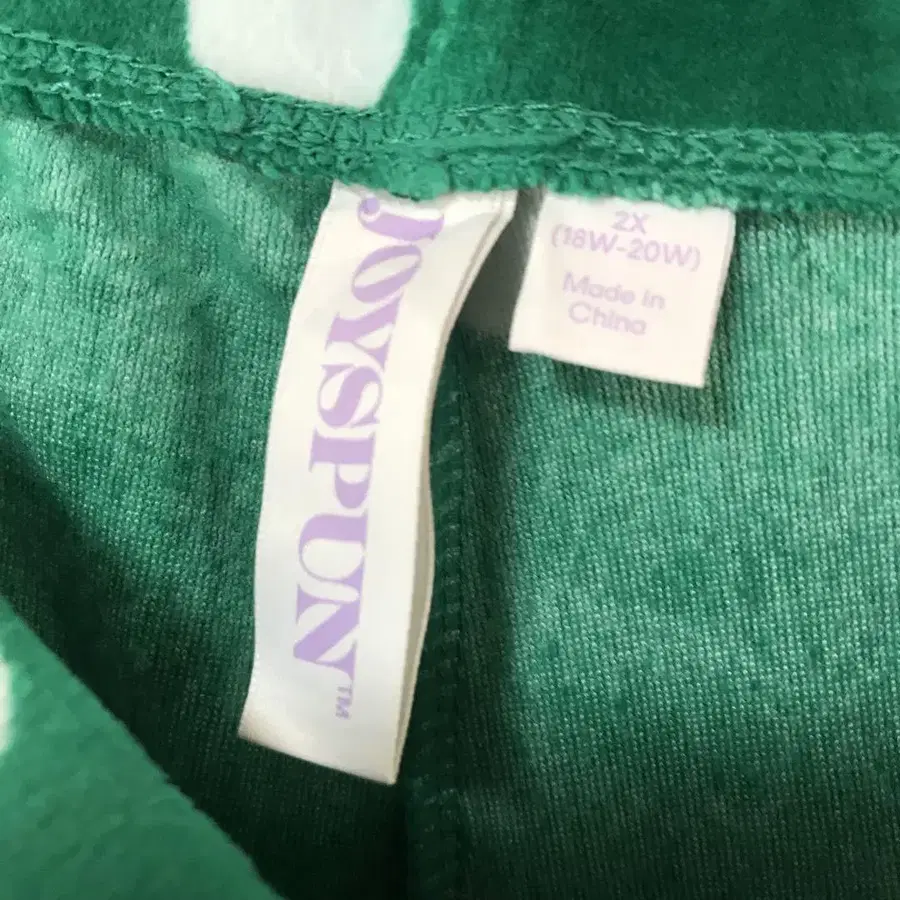 JOYSPUN™
2X
(18W-20W)
Made in
China